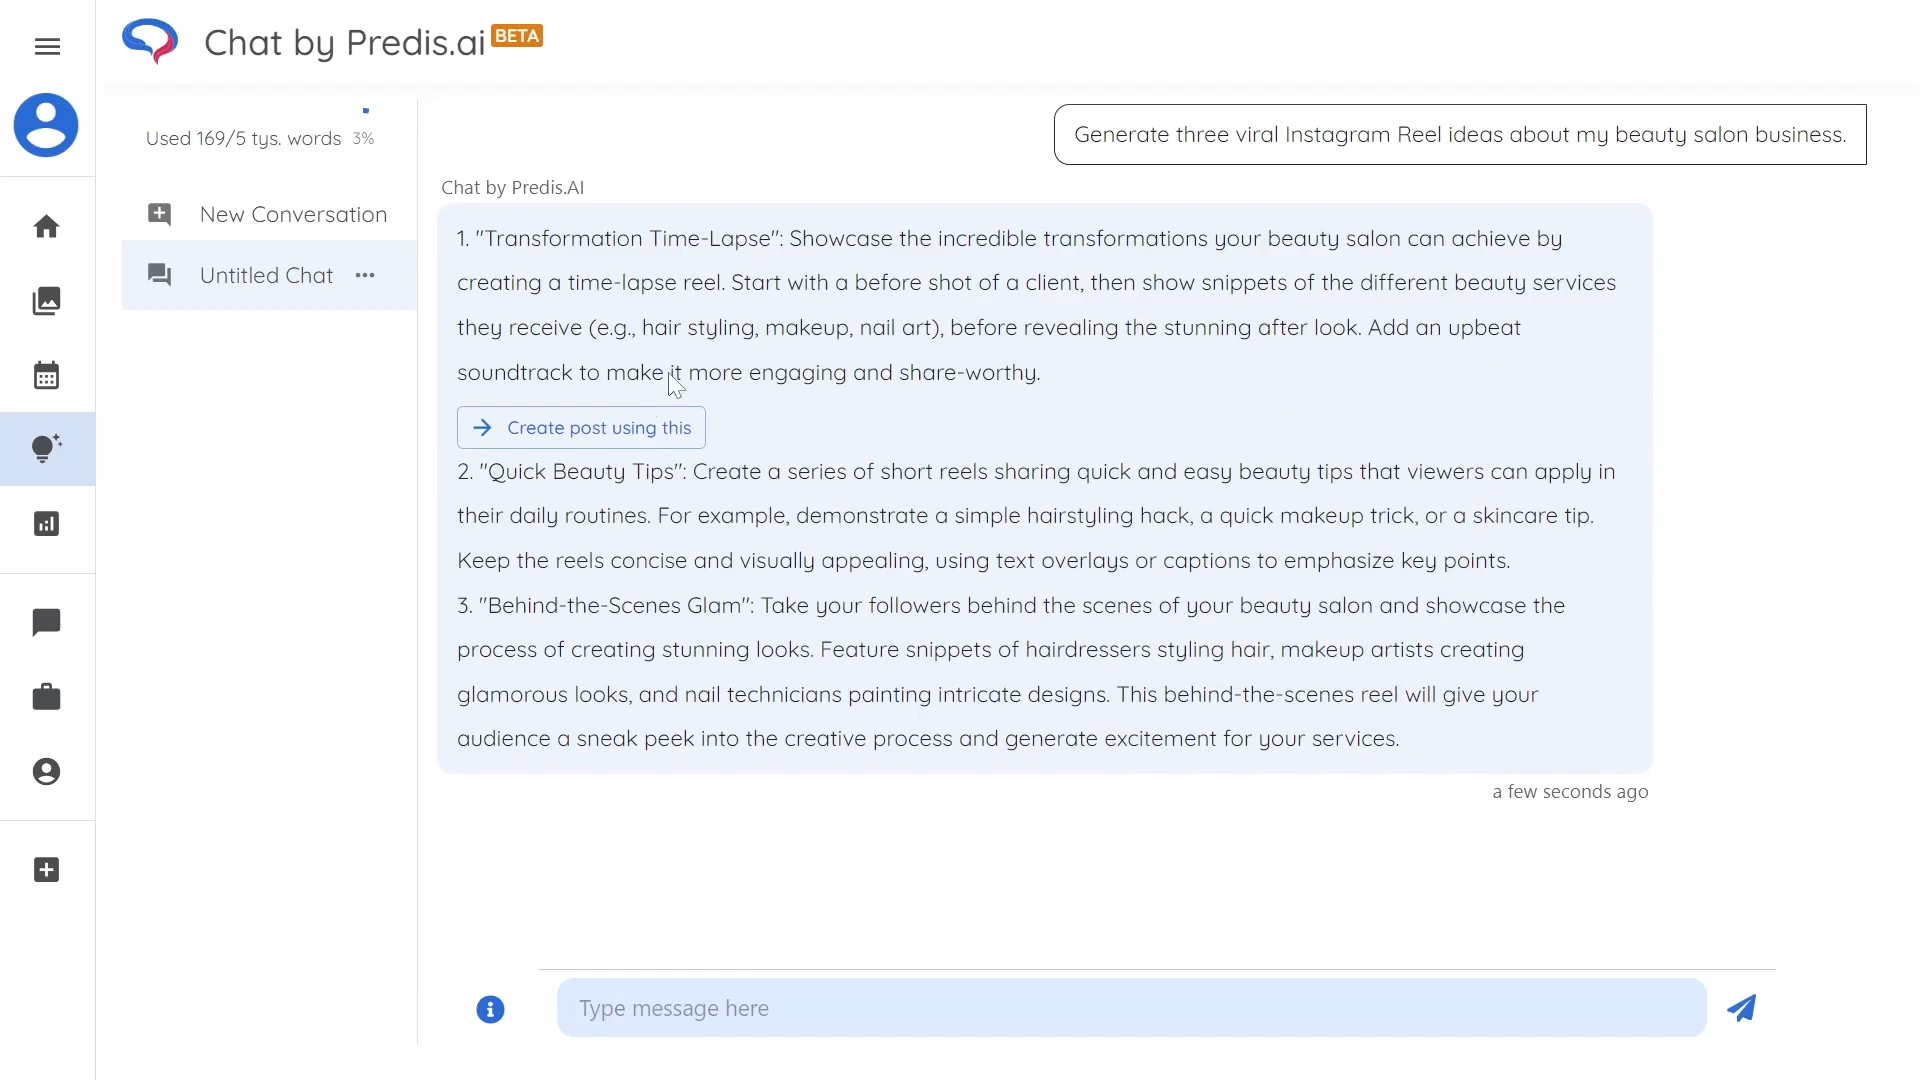 Chat by Predis.ai BETA
Used 169/5 tys. words 3%
New Conversation
Untitled Chat
Generate three viral Instagram Reel ideas about my beauty salon business.
Chat by Predis.AI
1. "Transformation Time-Lapse": Showcase the incredible transformations your beauty salon can achieve by
creating a time-lapse reel. Start with a before shot of a client, then show snippets of the different beauty services
they receive (e.g., hair styling, makeup, nail art), before revealing the stunning after look. Add an upbeat
soundtrack to make it more engaging and share-worthy.
Create post using this
2. "Quick Beauty Tips": Create a series of short reels sharing quick and easy beauty tips that viewers can apply in
their daily routines. For example, demonstrate a simple hairstyling hack, a quick makeup trick, or a skincare tip.
Keep the reels concise and visually appealing, using text overlays or captions to emphasize key points.
3. "Behind-the-Scenes Glam": Take your followers behind the scenes of your beauty salon and showcase the
process of creating stunning looks. Feature snippets of hairdressers styling hair, makeup artists creating
glamorous looks, and nail technicians painting intricate designs. This behind-the-scenes reel will give your
audience a sneak peek into the creative process and generate excitement for your services.
a few seconds ago
Type message here